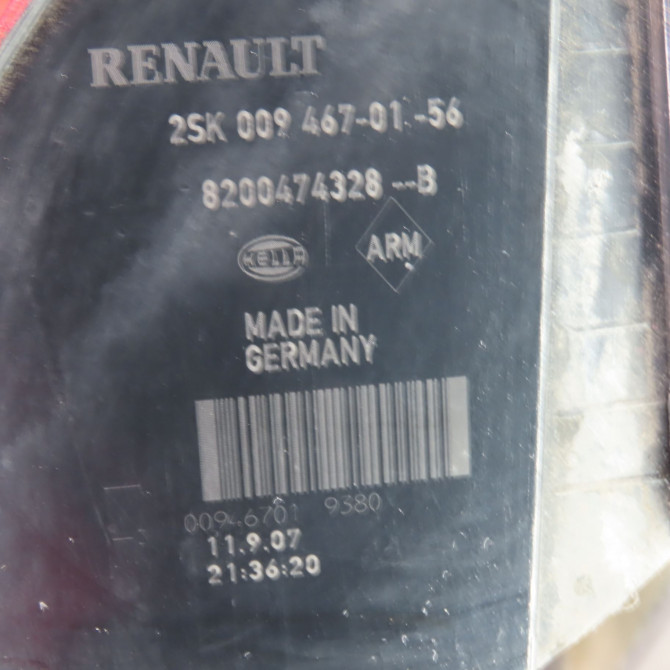 RENAULT
2SK 009 467-01-56
8200474328--B
HELLA
ARM
MADE IN
GERMANY
00946701 9380
11.9.07
21:36:20